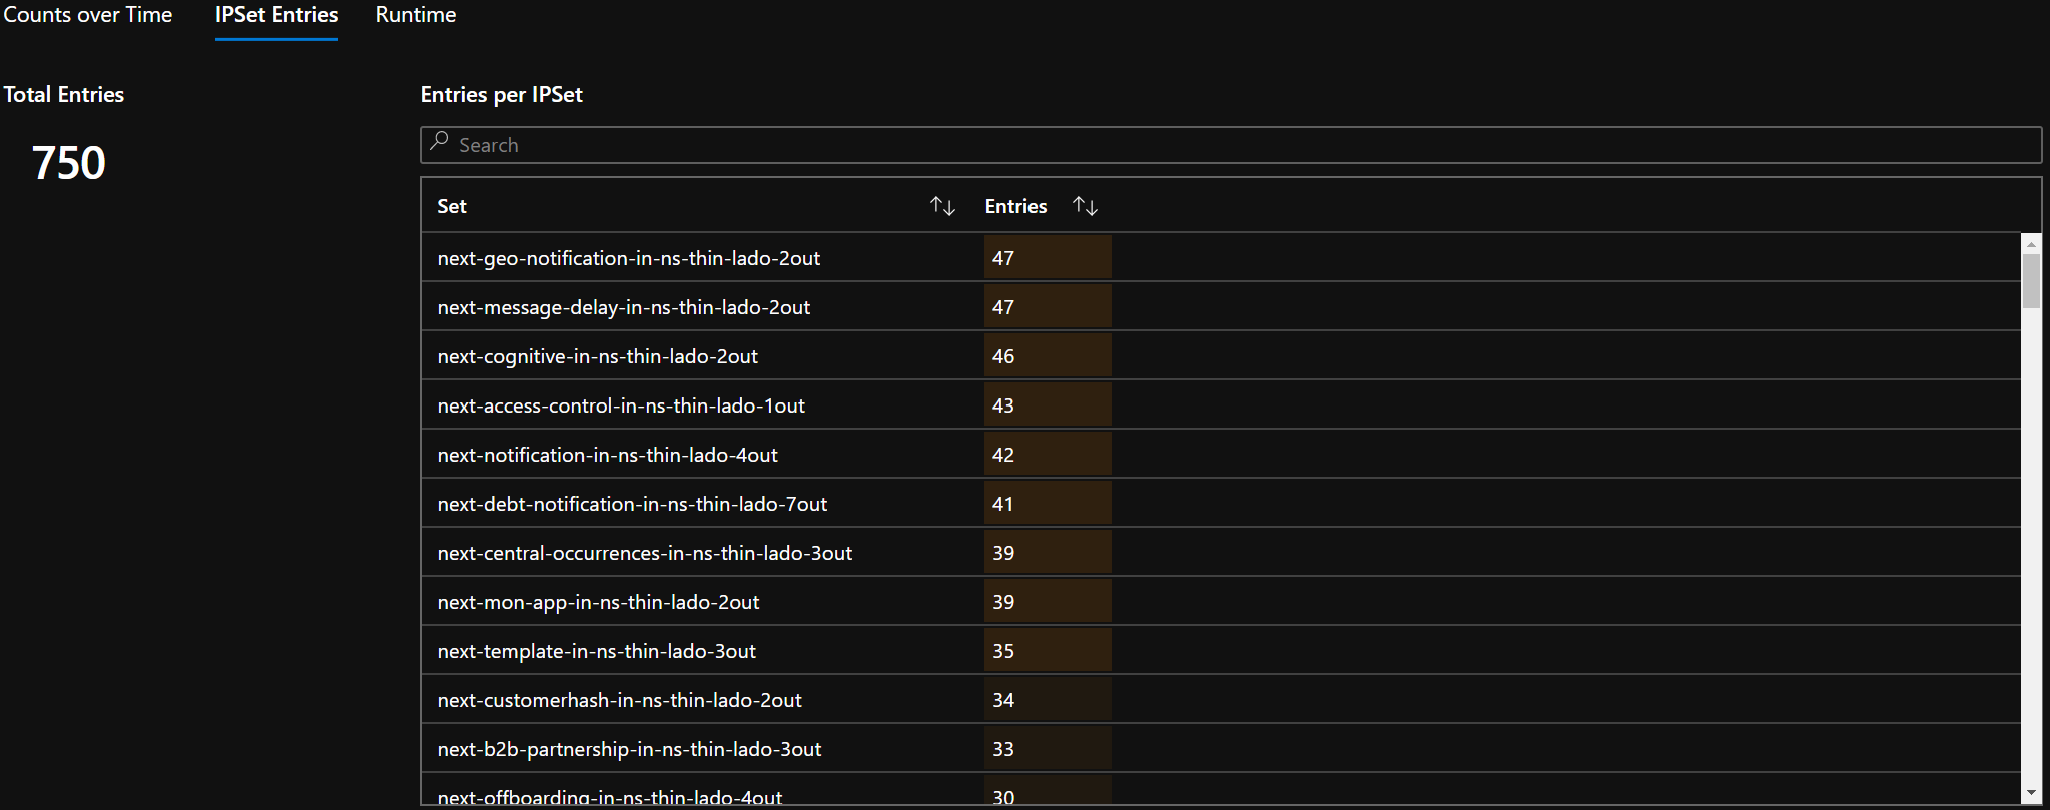 Counts over Time IPSet Entries Runtime
Total Entries
750
Entries per IPSet
Search
Set Entries
next-geo-notification-in-ns-thin-lado-2out 47
next-message-delay-in-ns-thin-lado-2out 47
next-cognitive-in-ns-thin-lado-2out 46
next-access-control-in-ns-thin-lado-1out 43
next-notification-in-ns-thin-lado-4out 42
next-debt-notification-in-ns-thin-lado-7out 41
next-central-occurrences-in-ns-thin-lado-3out 39
next-mon-app-in-ns-thin-lado-2out 39
next-template-in-ns-thin-lado-3out 35
next-customerhash-in-ns-thin-lado-2out 34
next-b2b-partnership-in-ns-thin-lado-3out 33
next-offboarding-in-ns-thin-lado-4out 30